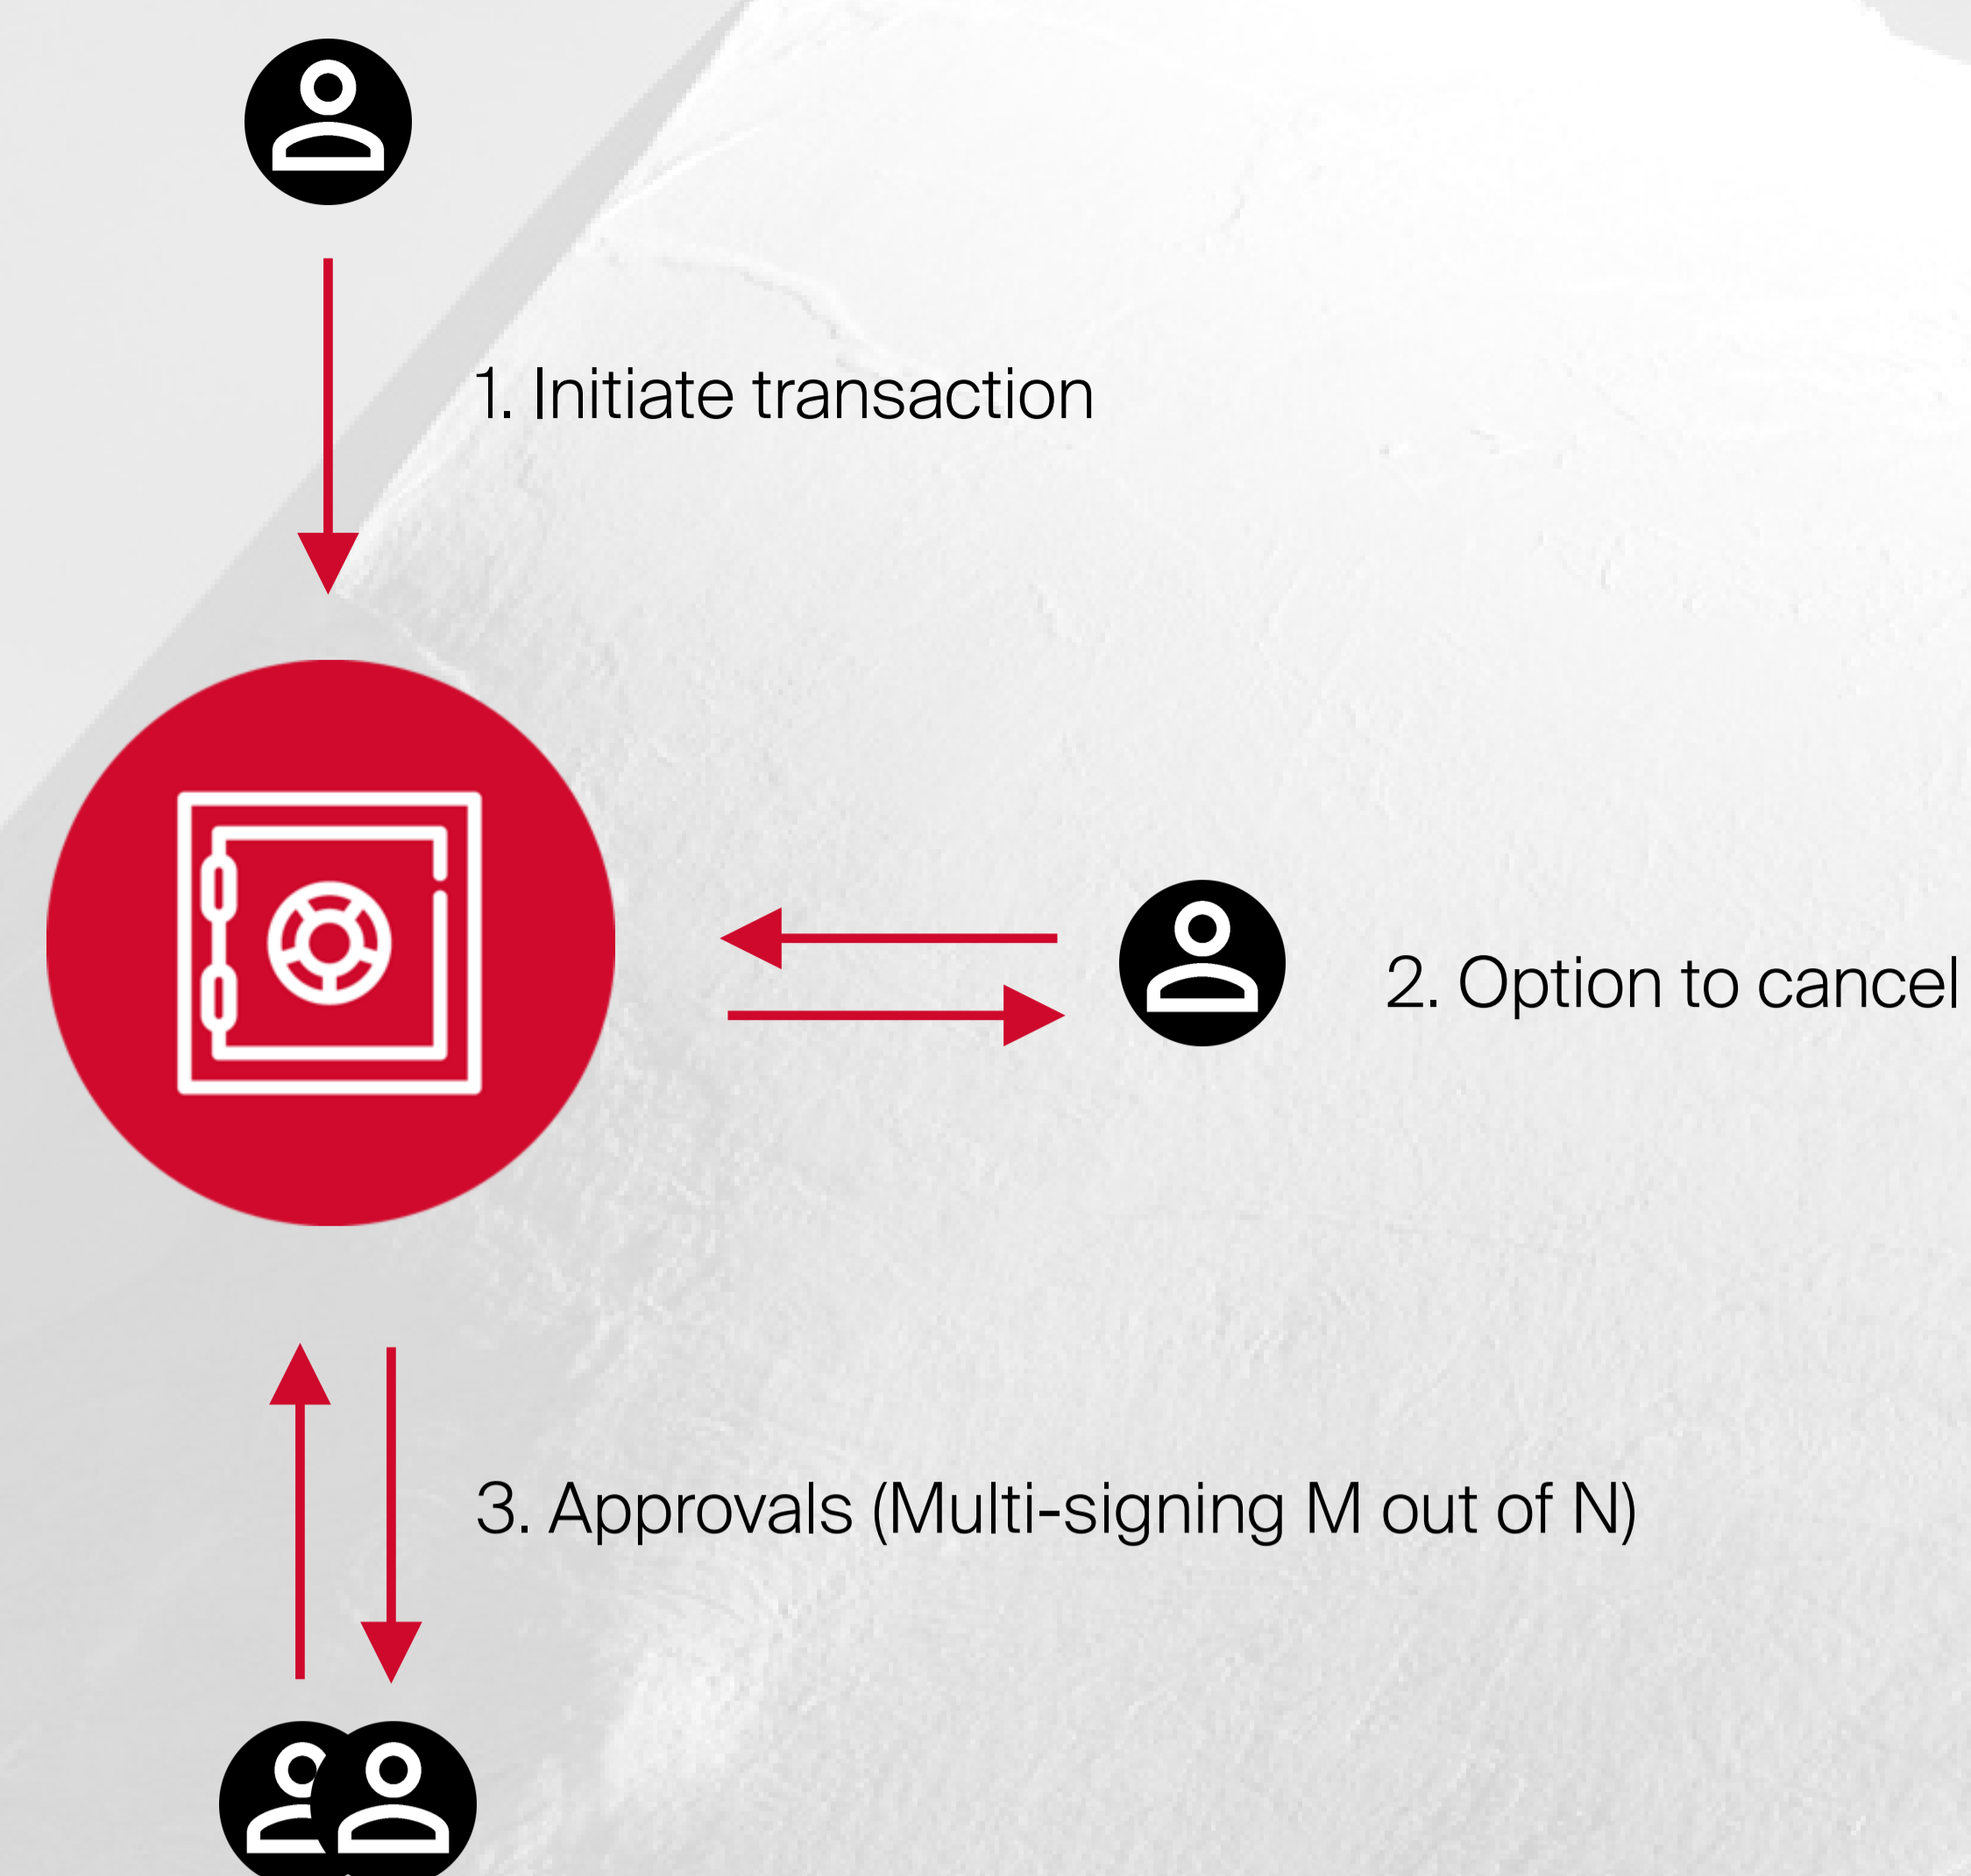 1. Initiate transaction
2. Option to cancel
3. Approvals (Multi-signing M out of N)